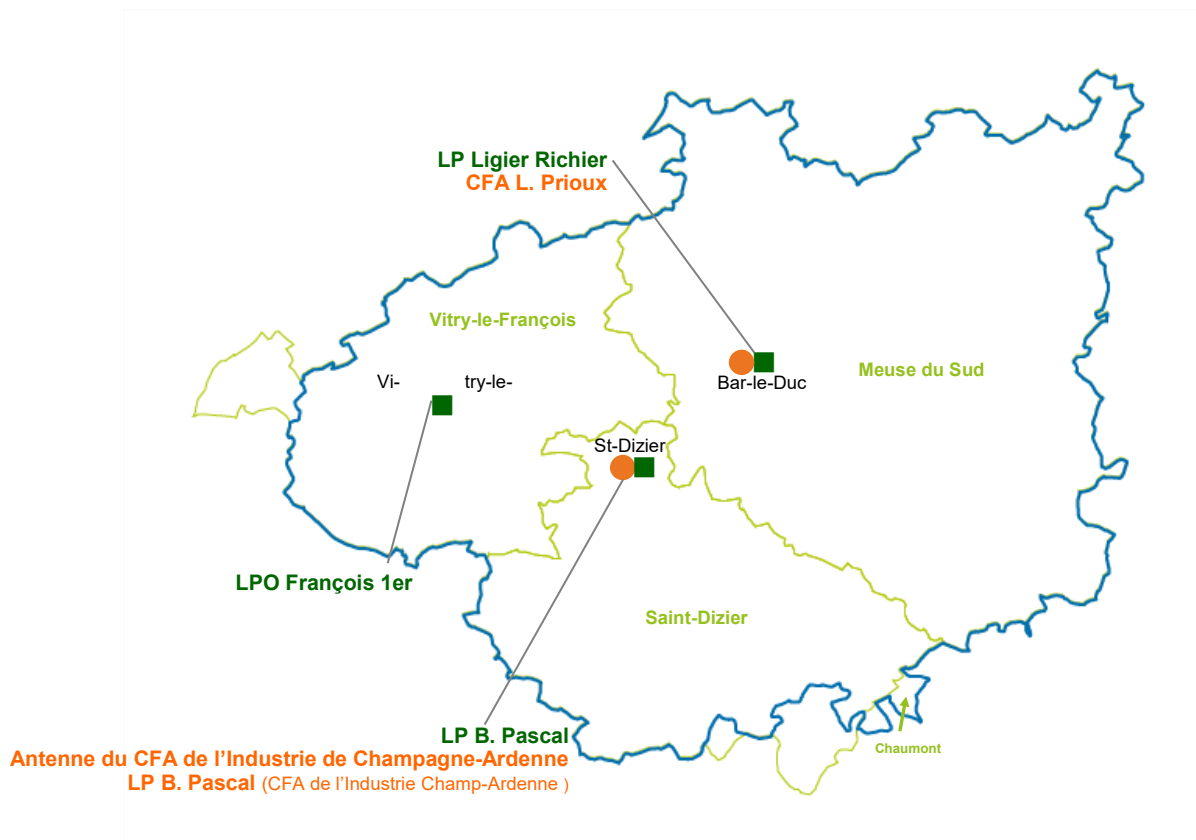 LP Ligier Richier
CFA L. Prioux
Vitry-le-François
Meuse du Sud
Vi- try-le-
Bar-le-Duc
St-Dizier
LPO François 1er
Saint-Dizier
LP B. Pascal
Chaumont
Antenne du CFA de l’Industrie de Champagne-Ardenne
LP B. Pascal (CFA de l’Industrie Champ-Ardenne )